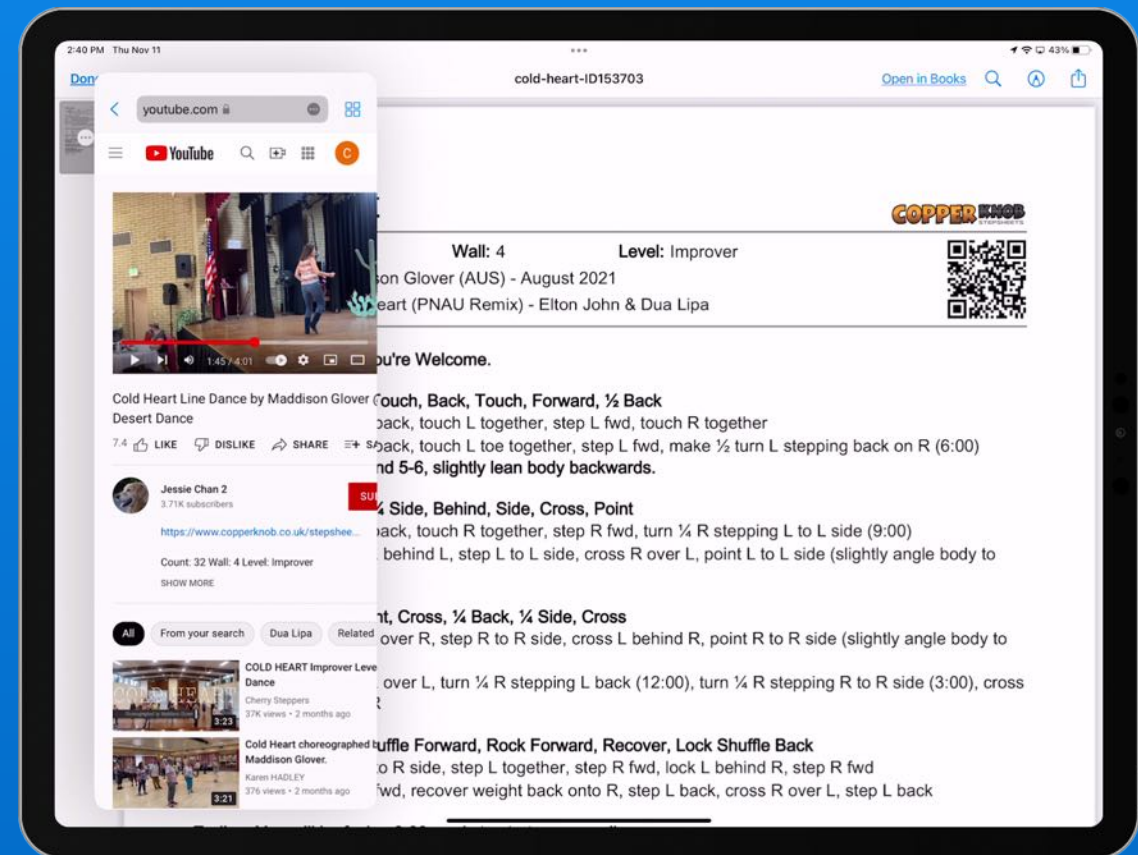 2:40 PM Thu Nov 11
43%
cold-heart-ID153703
Open in Books
youtube.com
YouTube
C
COPPER KNOB
STEPSHEETS
Wall: 4 Level: Improver
Glover (AUS) - August 2021
(PNAU Remix) - Elton John & Dua Lipa
Welcome.
Touch, Back, Touch, Forward, ½ Back
back, touch L together, step L fwd, touch R together
back, touch L toe together, step L fwd, make ½ turn L stepping back on R (6:00)
5-6, slightly lean body backwards.
¼ Side, Behind, Side, Cross, Point
back, touch R together, step R fwd, turn ¼ R stepping L to L side (9:00)
behind L, step L to L side, cross R over L, point L to L side (slightly angle body to
Cross, ¼ Back, ¼ Side, Cross
over R, step R to R side, cross L behind R, point R to R side (slightly angle body to
over L, turn ¼ R stepping L back (12:00), turn ¼ R stepping R to R side (3:00), cross
Forward, Rock Forward, Recover, Lock Shuffle Back
to R side, step L together, step R fwd, lock L behind R, step R fwd
fwd, recover weight back onto R, step L back, cross R over L, step L back
1:45 / 4:01
Cold Heart Line Dance by Maddison Glover
Desert Dance
7.4 LIKE DISLIKE SHARE
Jessie Chan 2
3.71K subscribers
https://www.copperknob.co.uk/stepshee...
Count: 32 Wall: 4 Level: Improver
SHOW MORE
All From your search Dua Lipa Related
COLD HEART Improver
Dance
Cherry Steppers
37K views • 2 months ago
COLD HEART
3:23
Cold Heart choreographed
Maddison Glover.
Karen HADLEY
376 views • 2 months ago
3:21